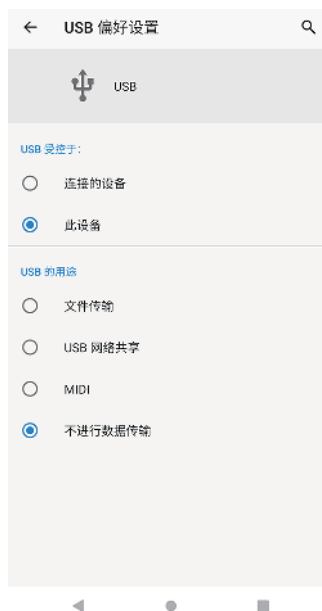 USB 偏好设置
USB
USB 受控于：
连接的设备
此设备
USB 的用途
文件传输
USB 网络共享
MIDI
不进行数据传输